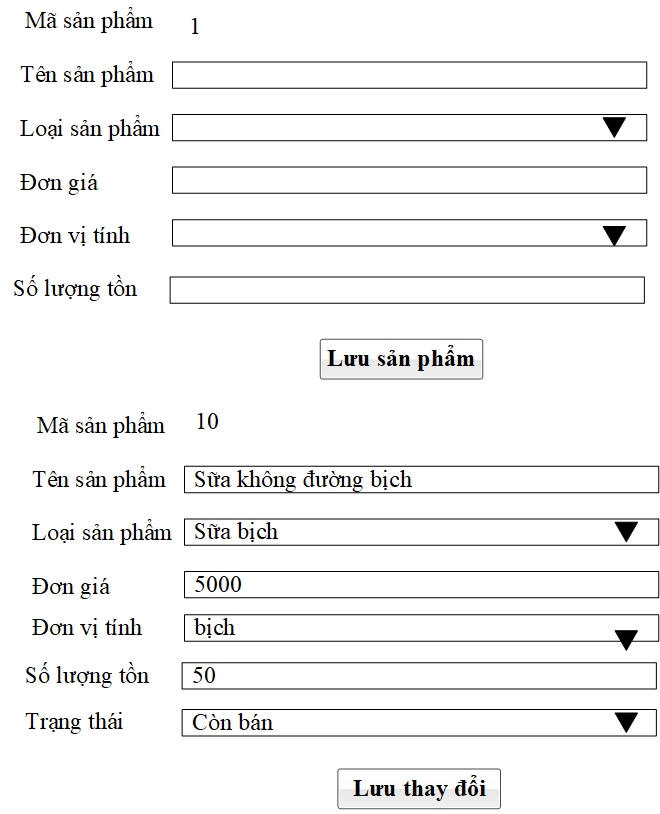 Mã sản phẩm 1
Tên sản phẩm
Loại sản phẩm
Đơn giá
Đơn vị tính
Số lượng tồn
Lưu sản phẩm
Mã sản phẩm 10
Tên sản phẩm Sữa không đường bịch
Loại sản phẩm Sữa bịch
Đơn giá 5000
Đơn vị tính bịch
Số lượng tồn 50
Trạng thái Còn bán
Lưu thay đổi